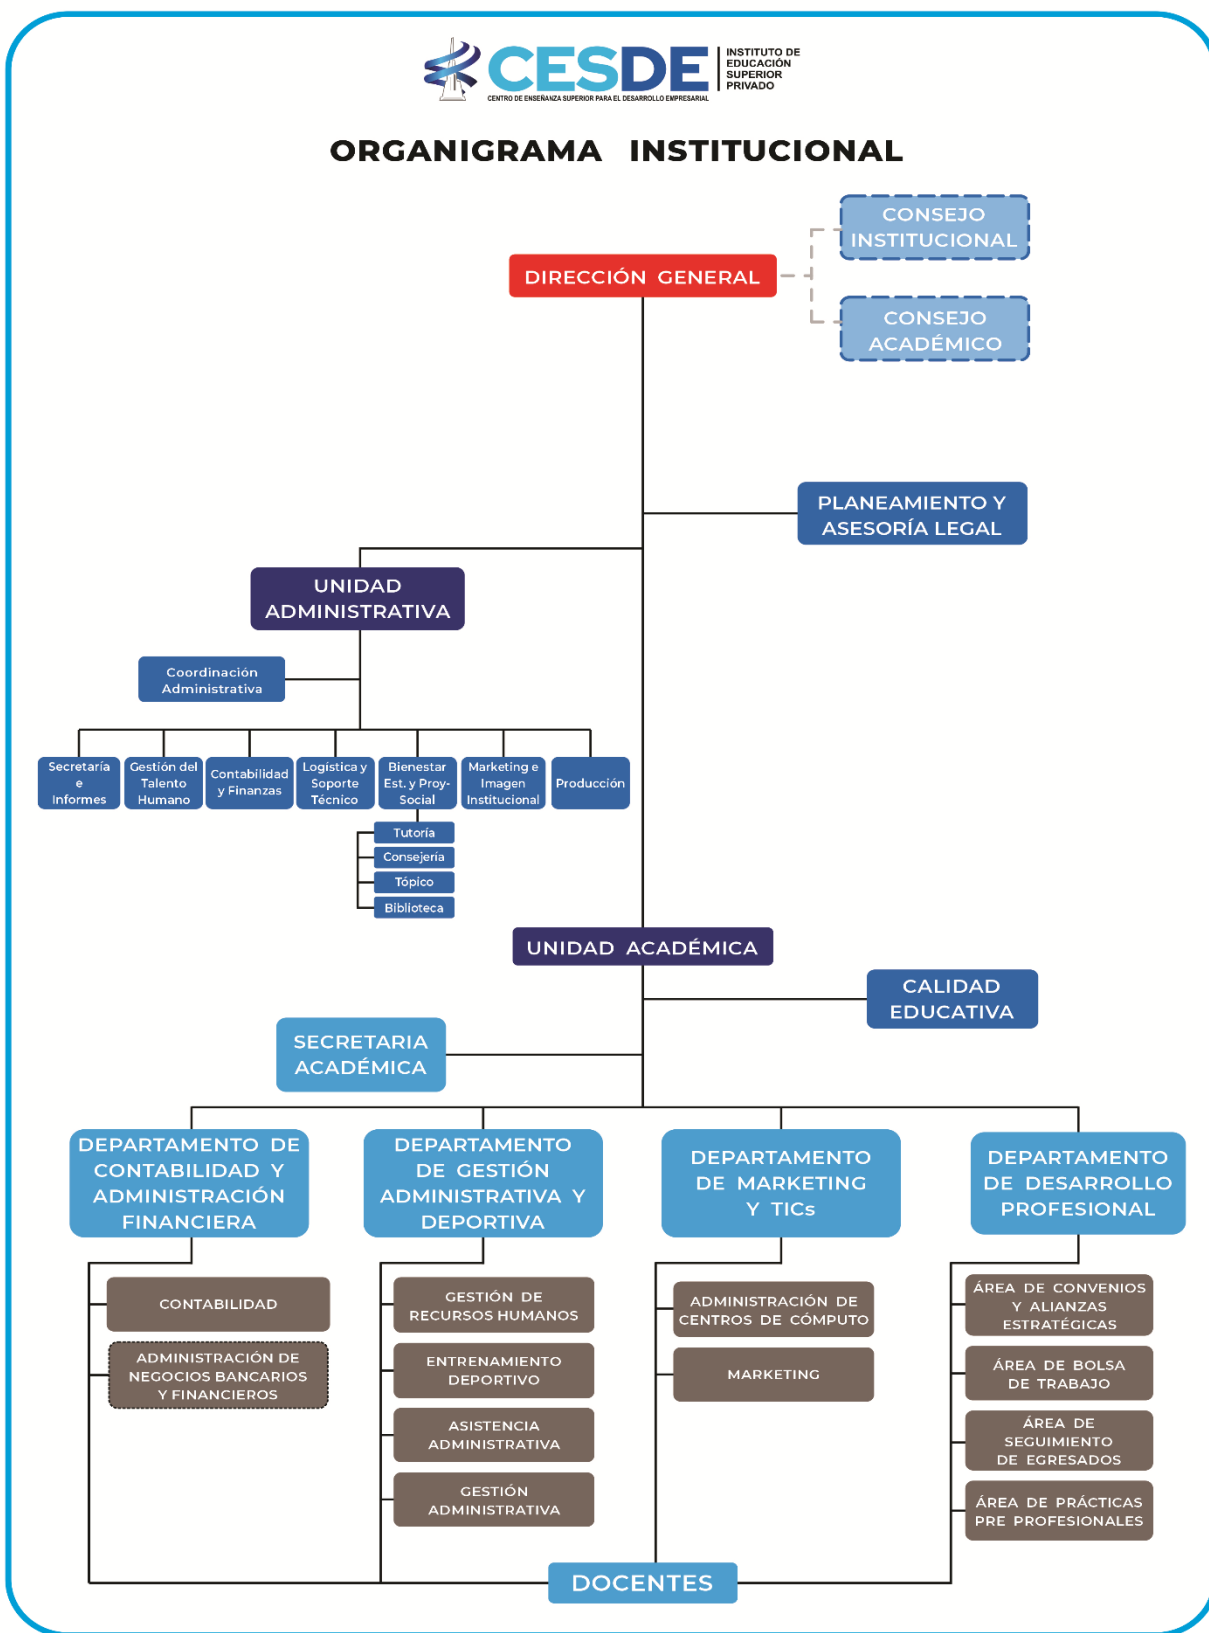 CESDE
INSTITUTO DE
EDUCACIÓN
SUPERIOR
PRIVADO
CENTRO DE ENSEÑANZA SUPERIOR PARA EL DESARROLLO EMPRESARIAL
ORGANIGRAMA INSTITUCIONAL
CONSEJO
INSTITUCIONAL
DIRECCIÓN GENERAL
CONSEJO
ACADÉMICO
PLANEAMIENTO Y
ASESORÍA LEGAL
UNIDAD
ADMINISTRATIVA
Coordinación
Administrativa
Secretaría
e
Informes
Gestión del
Talento
Humano
Contabilidad
y Finanzas
Logística y
Soporte
Técnico
Bienestar
Est. y Proy-
Social
Marketing e
Imagen
Institucional
Producción
Tutoría
Consejería
Tópico
Biblioteca
UNIDAD ACADÉMICA
CALIDAD
EDUCATIVA
SECRETARIA
ACADÉMICA
DEPARTAMENTO DE
CONTABILIDAD Y
ADMINISTRACIÓN
FINANCIERA
DEPARTAMENTO
DE GESTIÓN
ADMINISTRATIVA Y
DEPORTIVA
DEPARTAMENTO
DE MARKETING
Y TICs
DEPARTAMENTO
DE DESARROLLO
PROFESIONAL
CONTABILIDAD
ADMINISTRACIÓN DE
NEGOCIOS BANCARIOS
Y FINANCIEROS
GESTIÓN DE
RECURSOS HUMANOS
ENTRENAMIENTO
DEPORTIVO
ASISTENCIA
ADMINISTRATIVA
GESTIÓN
ADMINISTRATIVA
ADMINISTRACIÓN DE
CENTROS DE CÓMPUTO
MARKETING
ÁREA DE CONVENIOS
Y ALIANZAS
ESTRATÉGICAS
ÁREA DE BOLSA
DE TRABAJO
ÁREA DE
SEGUIMIENTO
DE EGRESADOS
ÁREA DE PRÁCTICAS
PRE PROFESIONALES
DOCENTES